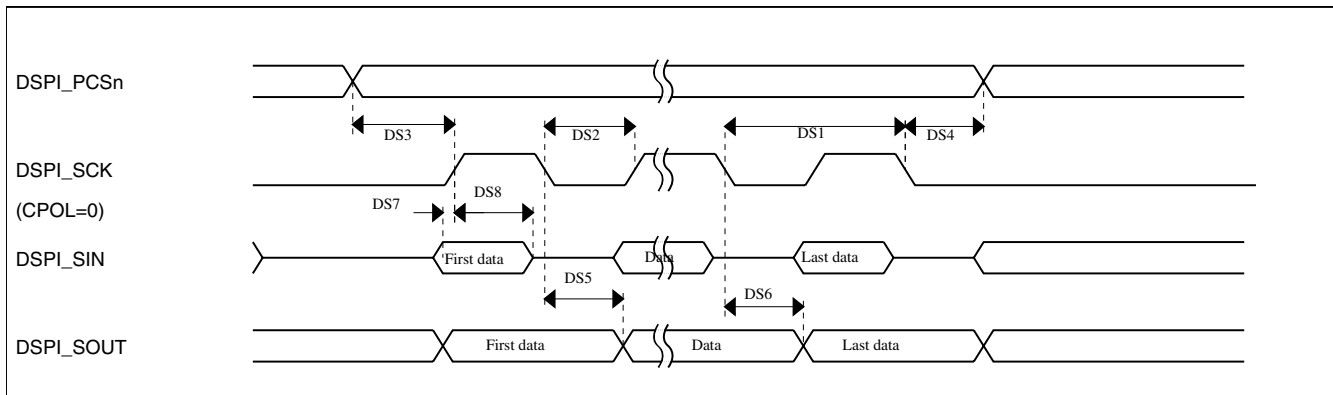 DSPI_PCSn
DS3
DS2
DS1
DS4
DSPI_SCK
(CPOL=0)
DS7
DS8
DSPI_SIN
First data
Data
Last data
DS5
DS6
DSPI_SOUT
First data
Data
Last data